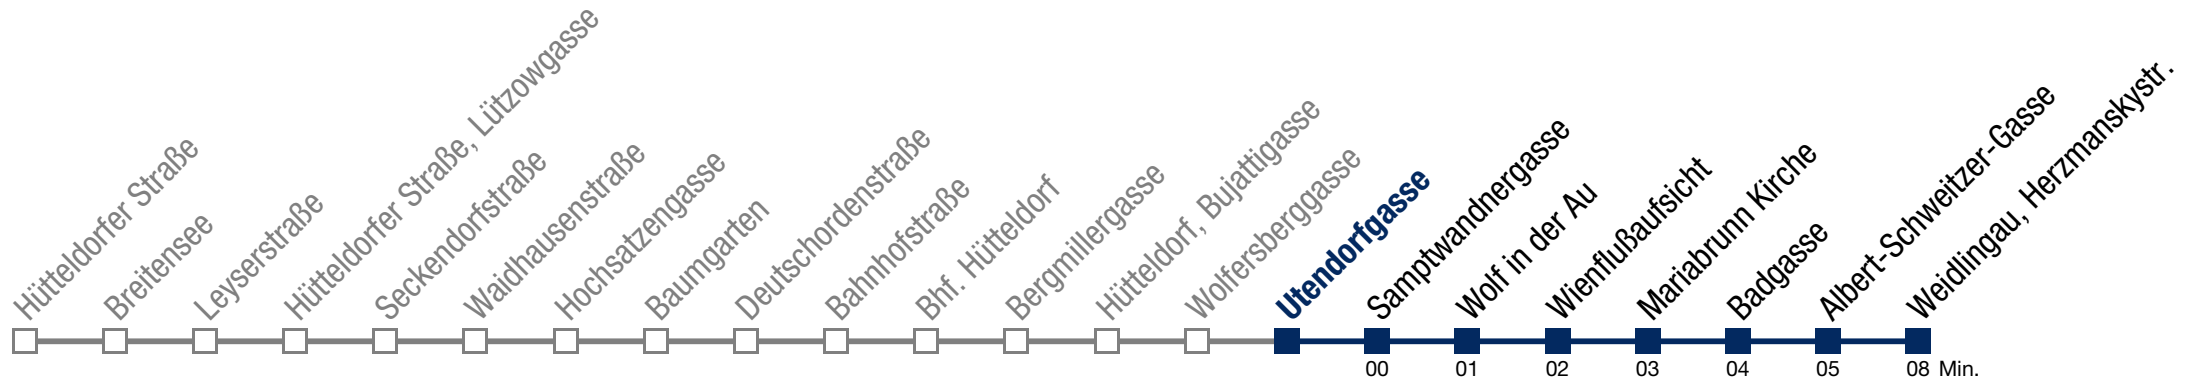 Hütteldorfer Straße
Breitensee
Leyserstraße
Hütteldorfer Straße, Lützowgasse
Seckendorfstraße
Waidhausenstraße
Hochsatzengasse
Baumgarten
Deutschordenstraße
Bahnhofstraße
Bhf. Hütteldorf
Bergmillergasse
Hütteldorf, Bujattigasse
Wolfersberggasse
Utendorfgasse
Samptwandnergasse
Wolf in der Au
Wienflußaufsicht
Mariabrunn Kirche
Badgasse
Albert-Schweitzer-Gasse
Weidlingau, Herzmanskystr.
00 01 02 03 04 05 08 Min.